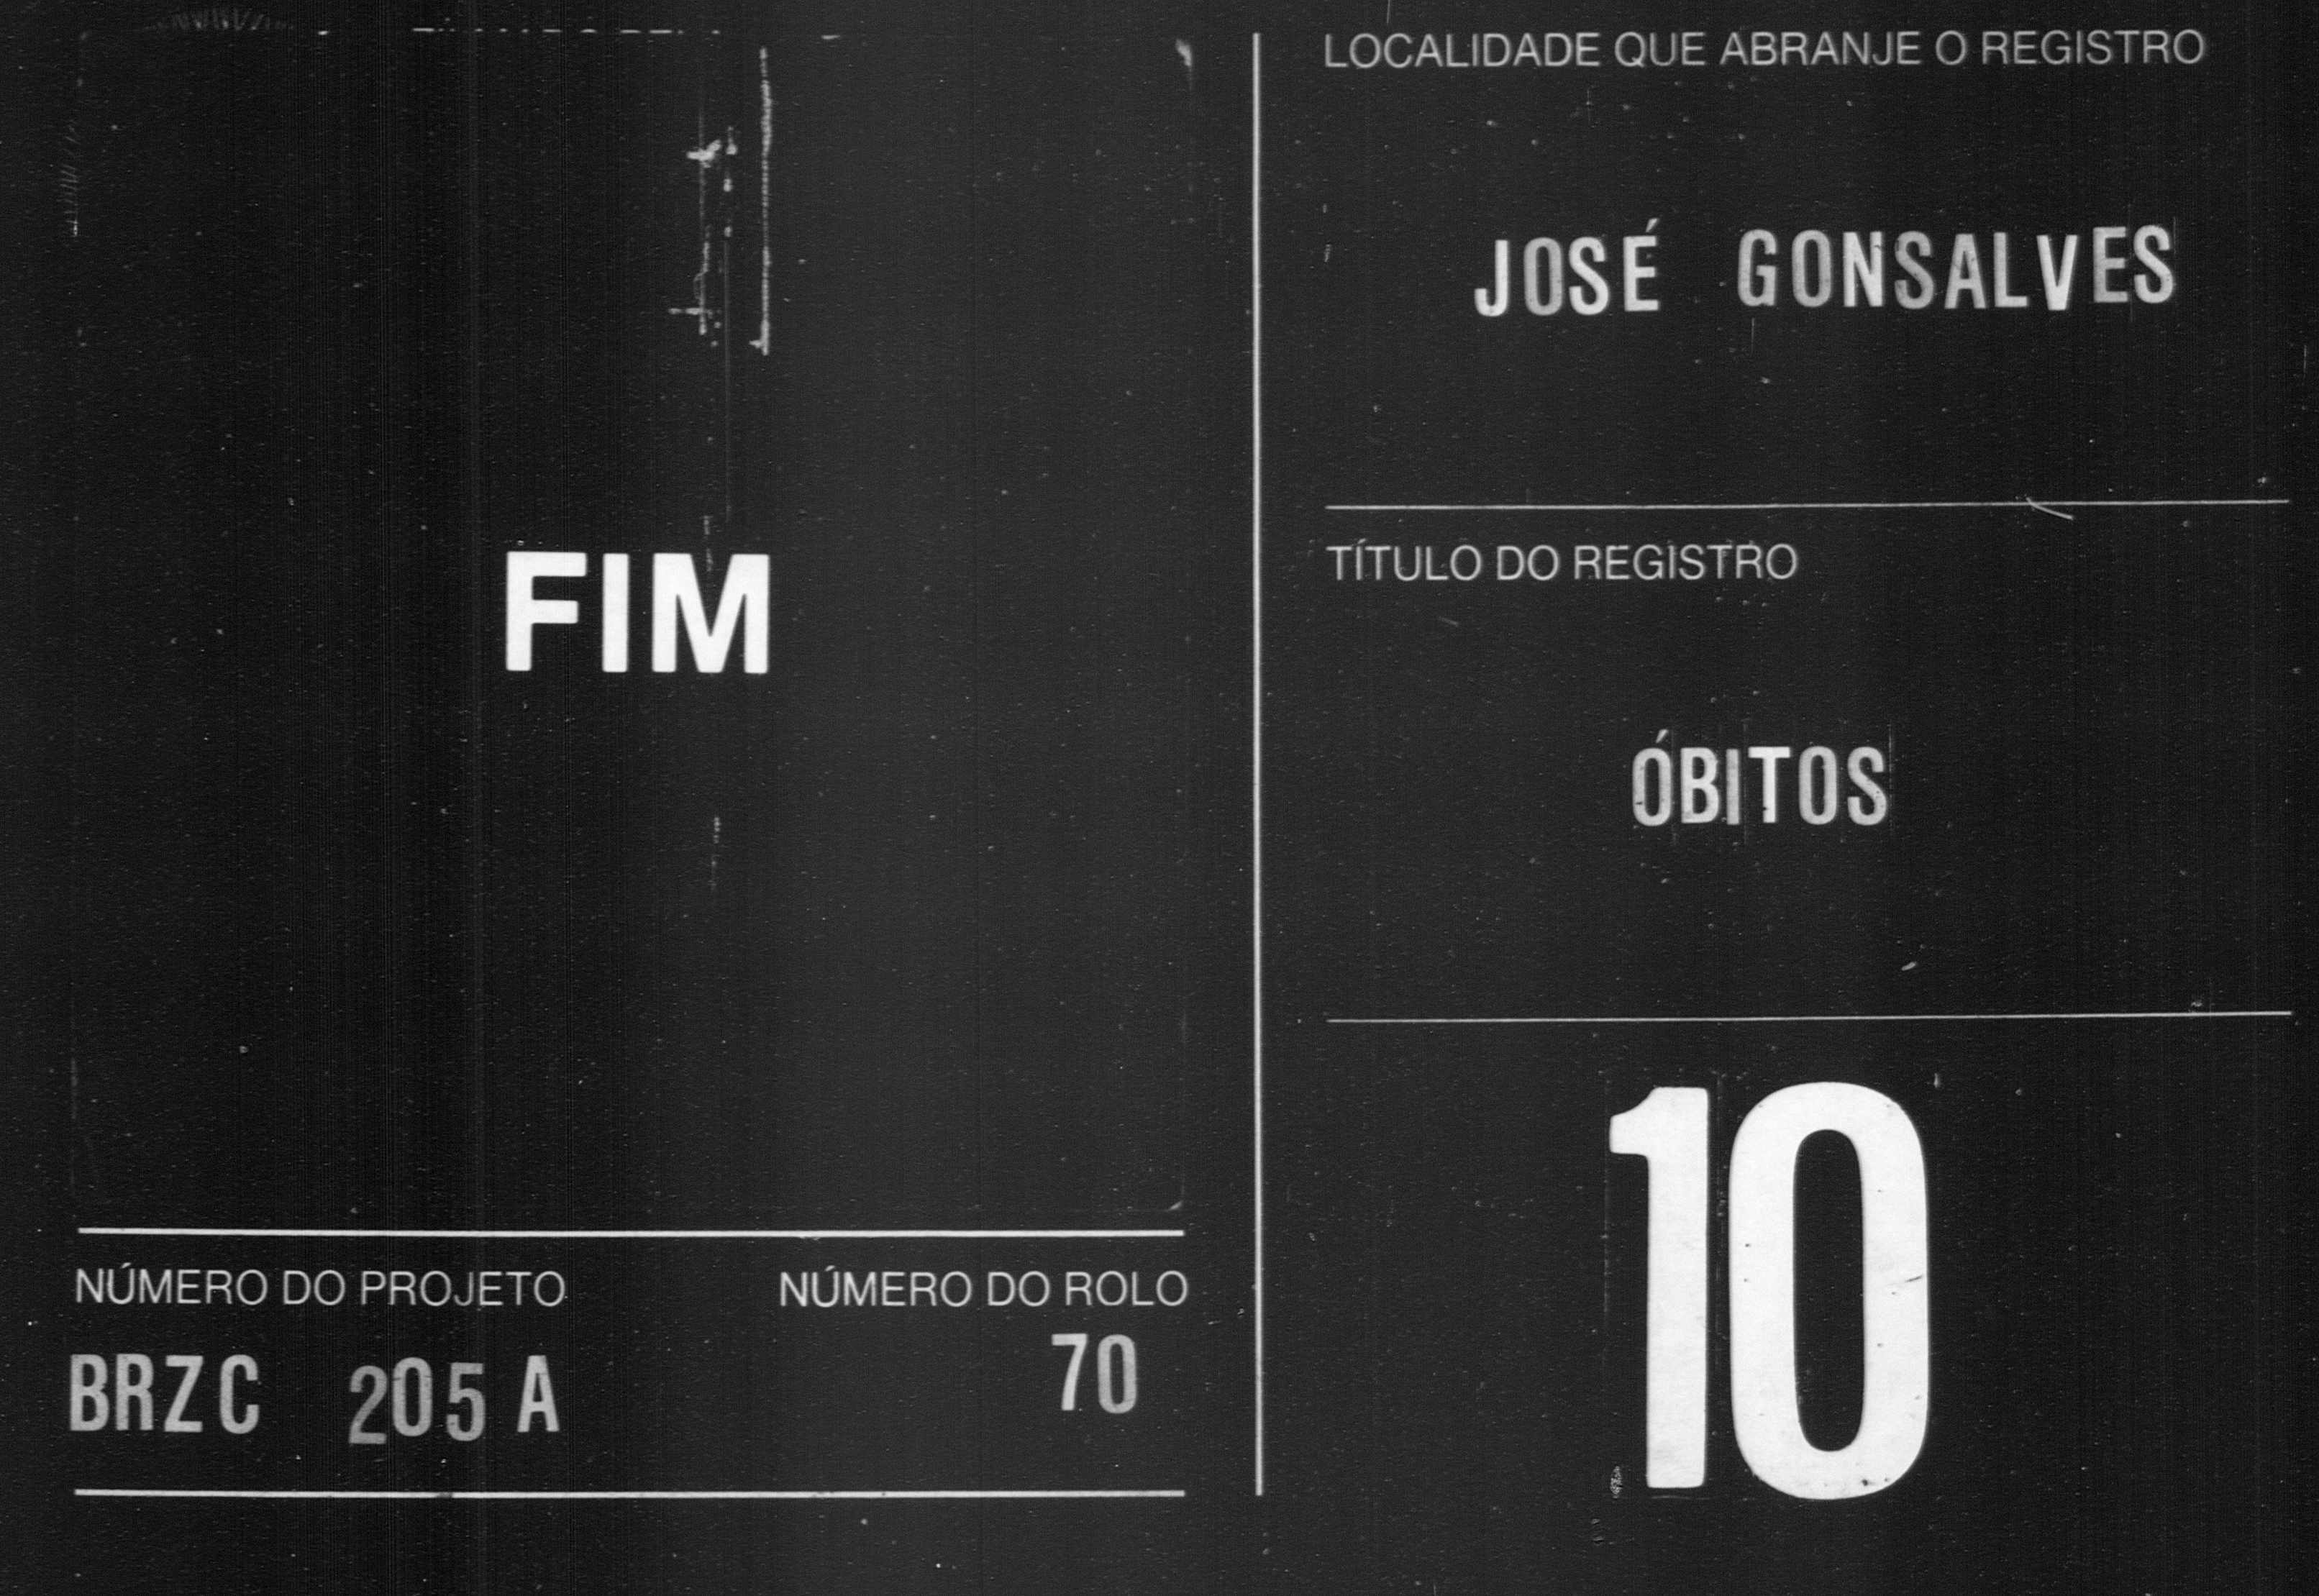 FIM
NÚMERO DO PROJETO
BRZC 205 A
NÚMERO DO ROLO
70
LOCALIDADE QUE ABRANJE O REGISTRO
JOSÉ GONSALVES
TÍTULO DO REGISTRO
ÓBITOS
10